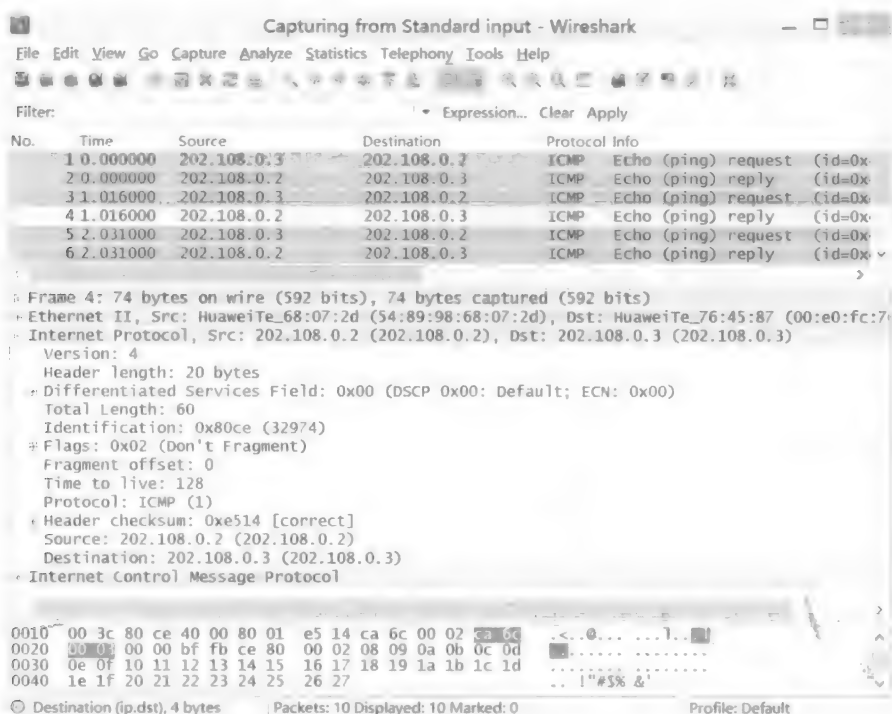 Capturing from Standard input - Wireshark
File Edit View Go Capture Analyze Statistics Telephony Tools Help
Filter: Expression... Clear Apply
No. Time Source Destination Protocol Info
1 0.000000 202.108.0.3 202.108.0.2 ICMP Echo (ping) request (id=0x
2 0.000000 202.108.0.2 202.108.0.3 ICMP Echo (ping) reply (id=0x
3 1.016000 202.108.0.3 202.108.0.2 ICMP Echo (ping) request (id=0x
4 1.016000 202.108.0.2 202.108.0.3 ICMP Echo (ping) reply (id=0x
5 2.031000 202.108.0.3 202.108.0.2 ICMP Echo (ping) request (id=0x
6 2.031000 202.108.0.2 202.108.0.3 ICMP Echo (ping) reply (id=0x
Frame 4: 74 bytes on wire (592 bits), 74 bytes captured (592 bits)
Ethernet II, Src: HuaweiTe_68:07:2d (54:89:98:68:07:2d), Dst: HuaweiTe_76:45:87 (00:e0:fc:7
Internet Protocol, Src: 202.108.0.2 (202.108.0.2), Dst: 202.108.0.3 (202.108.0.3)
Version: 4
Header length: 20 bytes
Differentiated Services Field: 0x00 (DSCP 0x00: Default; ECN: 0x00)
Total Length: 60
Identification: 0x80ce (32974)
Flags: 0x02 (Don't Fragment)
Fragment offset: 0
Time to live: 128
Protocol: ICMP (1)
Header checksum: 0xe514 [correct]
Source: 202.108.0.2 (202.108.0.2)
Destination: 202.108.0.3 (202.108.0.3)
Internet Control Message Protocol
0010 00 3c 80 ce 40 00 80 01 e5 14 ca 6c 00 02 ca 6c .<..@... ...l...l
0020 00 03 00 00 bf fb ce 80 00 02 08 09 0a 0b 0c 0d ........ ........
0030 0e 0f 10 11 12 13 14 15 16 17 18 19 1a 1b 1c 1d ........ ........
0040 1e 1f 20 21 22 23 24 25 26 27 .. !"#$% &'
Destination (ip.dst), 4 bytes Packets: 10 Displayed: 10 Marked: 0 Profile: Default